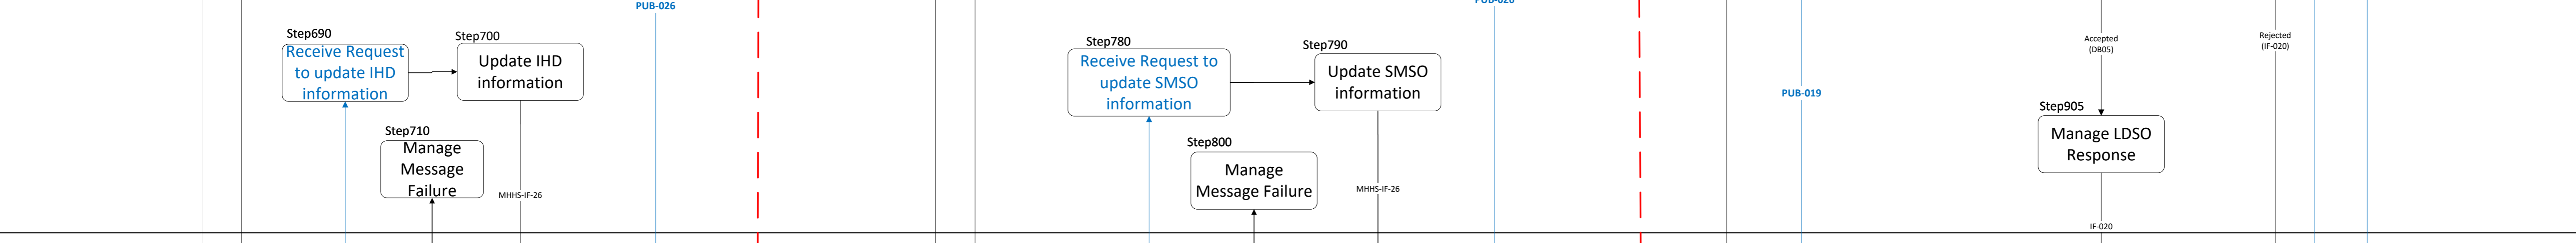 PUB-026
PUB-026
Step690
Receive Request
to update IHD
information
Step700
Update IHD
information
Step710
Manage
Message
Failure
MHHS-IF-26
Step780
Receive Request to
update SMSO
information
Step790
Update SMSO
information
Step800
Manage
Message Failure
MHHS-IF-26
PUB-019
Accepted
(DB05)
Rejected
(IF-020)
Step905
Manage LDSO
Response
IF-020